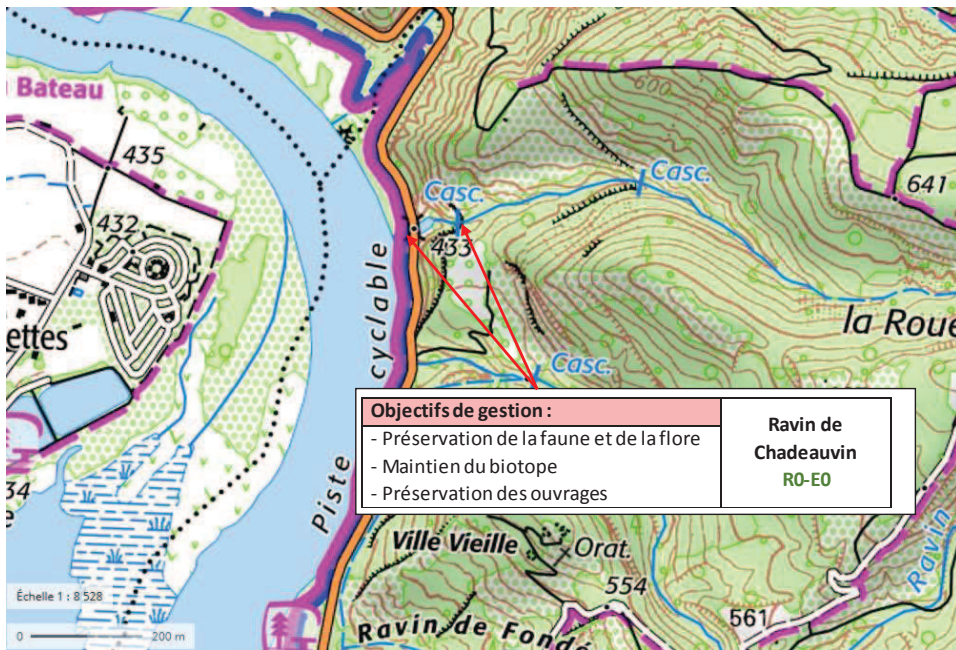 Bateau
435
432
ettes
34
Casc.
Casc.
433
600
641
la Roue
Casc.
Piste cyclable
Objectifs de gestion :
- Préservation de la faune et de la flore
- Maintien du biotope
- Préservation des ouvrages
Ravin de
Chadeauvin
R0-E0
Ville Vieille
Orat.
554
561
Ravin
Ravin de Fond
Échelle 1 : 8 528
0
200 m